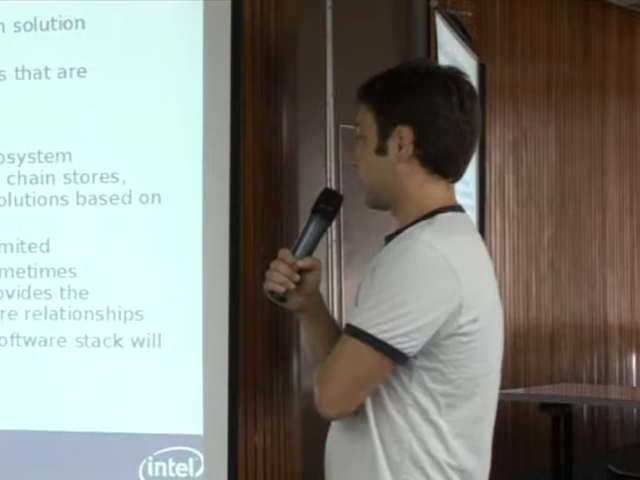 solution
s that are
osystem
chain stores,
olutions based on
mited
metimes
ovides the
re relationships
oftware stack will
intel